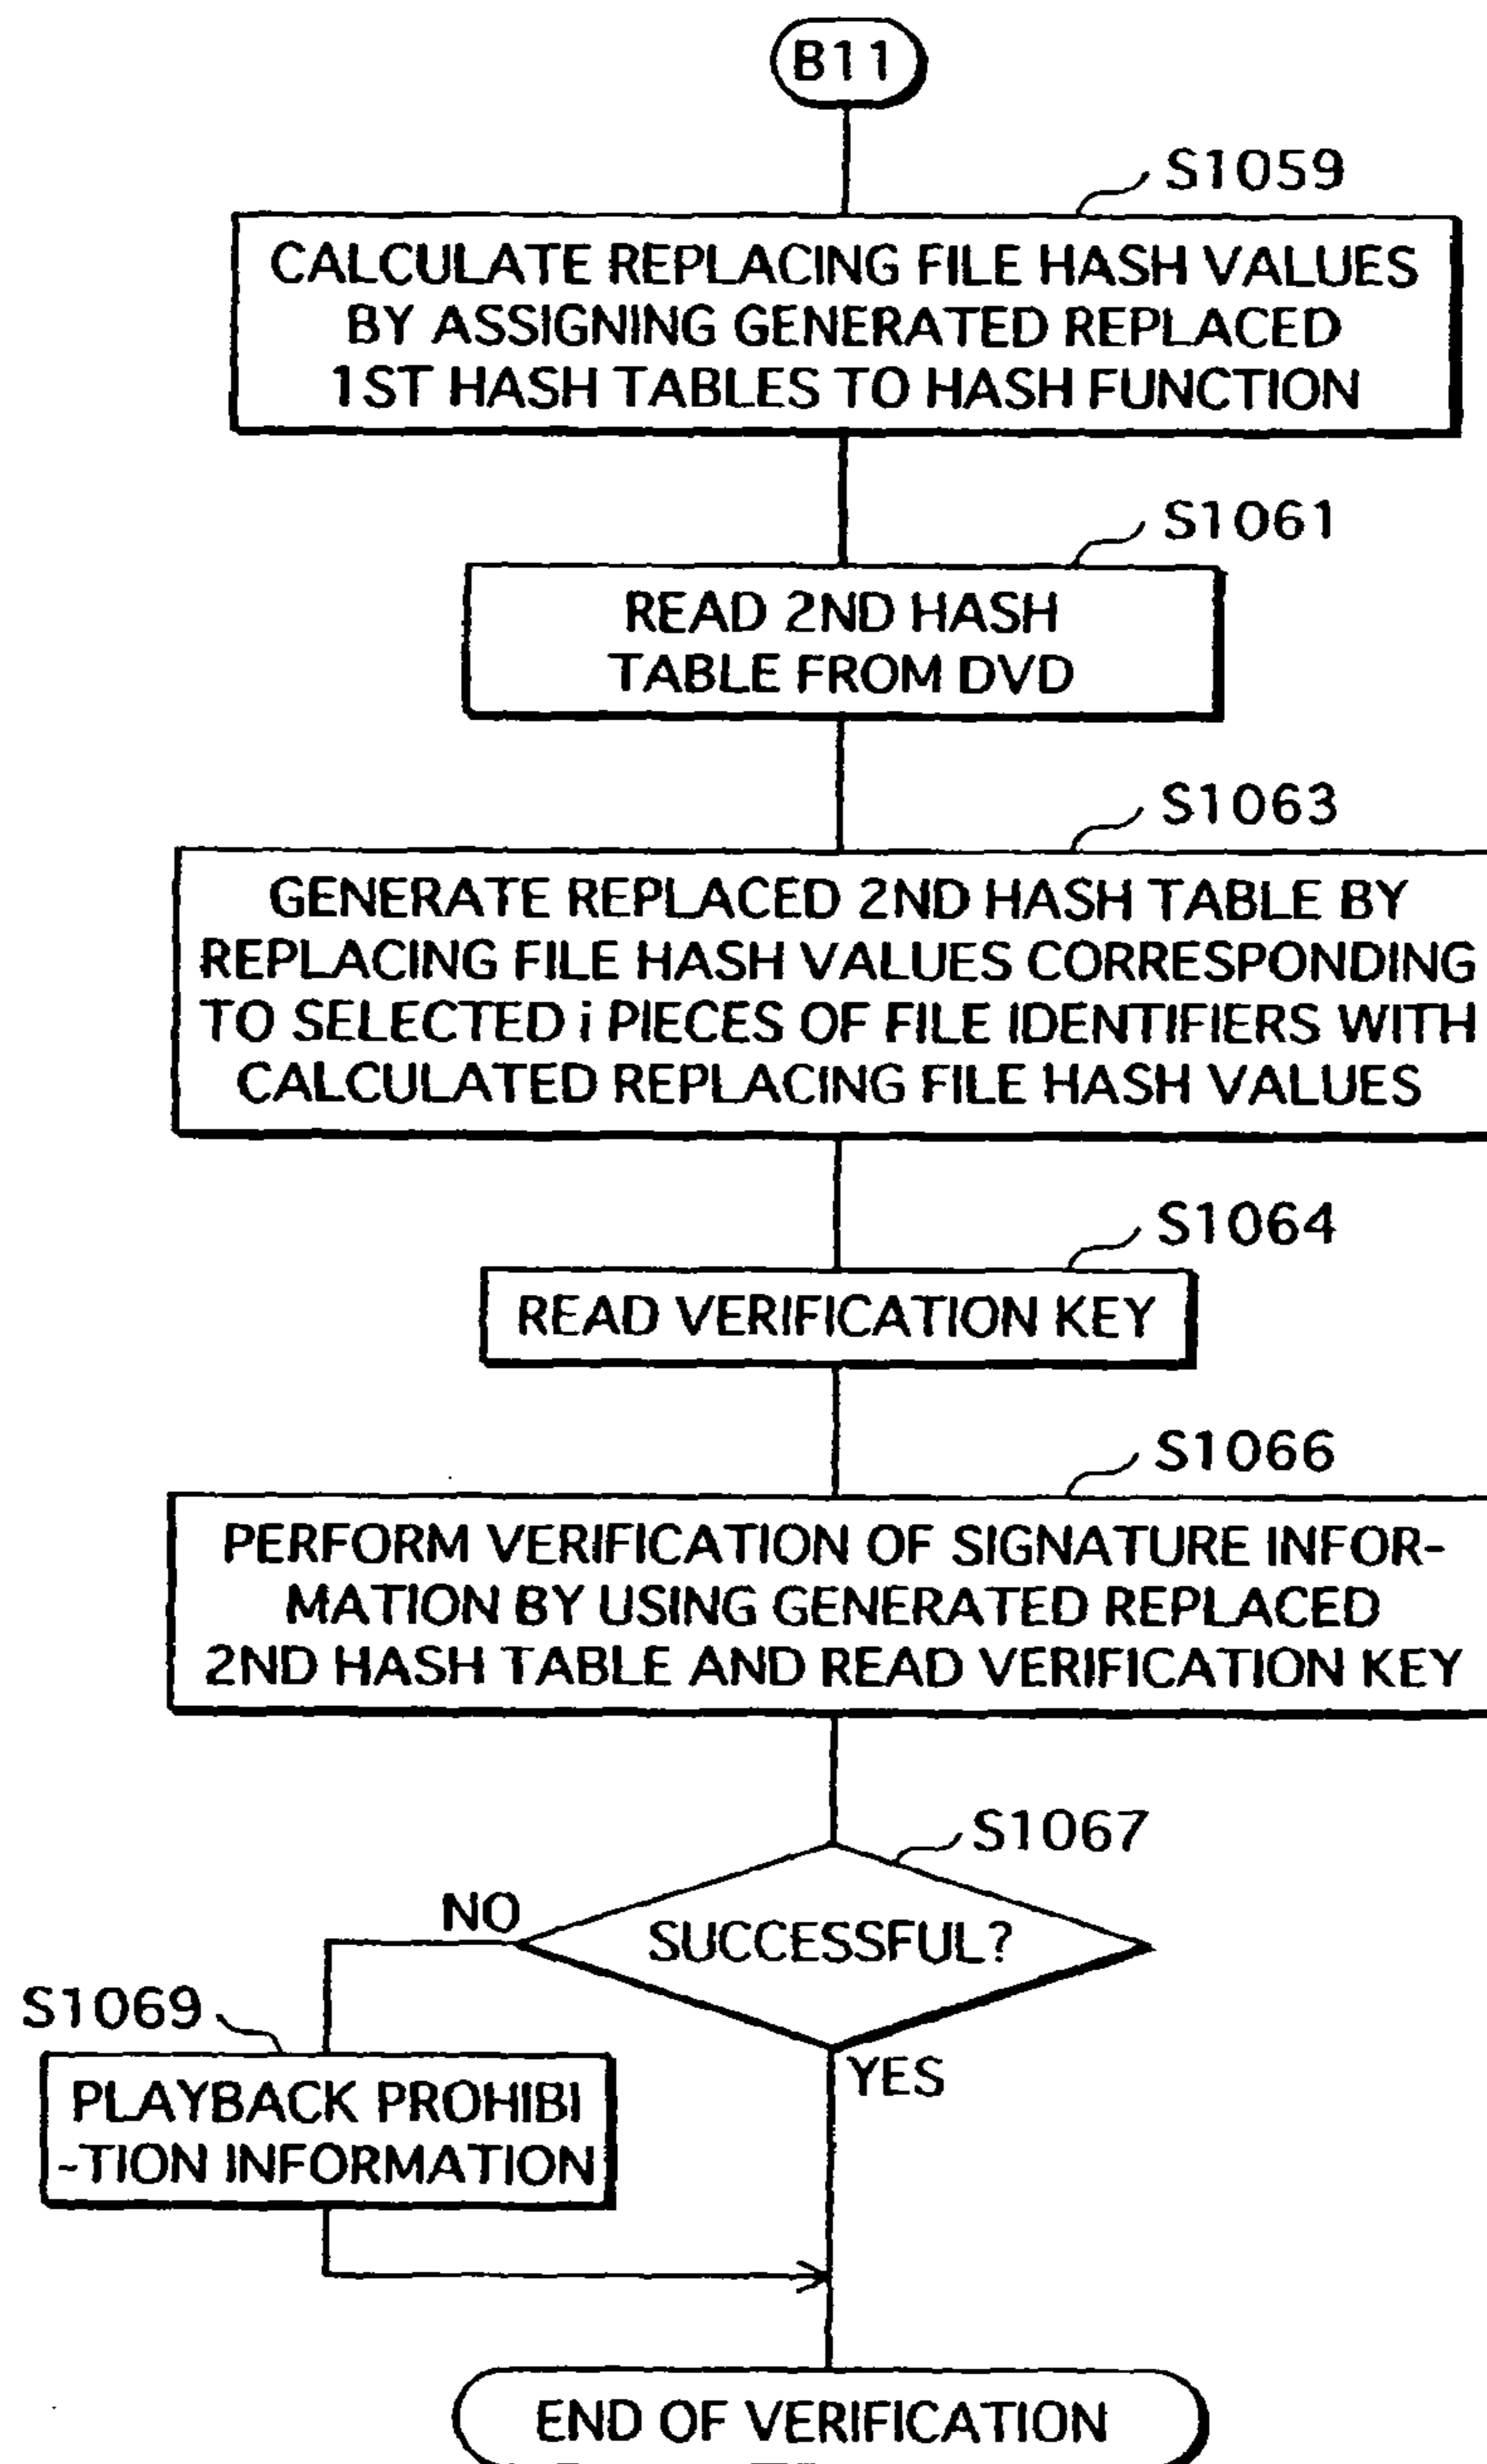 B11
S1059
CALCULATE REPLACING FILE HASH VALUES
BY ASSIGNING GENERATED REPLACED
1ST HASH TABLES TO HASH FUNCTION
S1061
READ 2ND HASH
TABLE FROM DVD
S1063
GENERATE REPLACED 2ND HASH TABLE BY
REPLACING FILE HASH VALUES CORRESPONDING
TO SELECTED i PIECES OF FILE IDENTIFIERS WITH
CALCULATED REPLACING FILE HASH VALUES
S1064
READ VERIFICATION KEY
S1066
PERFORM VERIFICATION OF SIGNATURE INFOR-
MATION BY USING GENERATED REPLACED
2ND HASH TABLE AND READ VERIFICATION KEY
S1067
NO
SUCCESSFUL?
S1069
YES
PLAYBACK PROHIBI
-TION INFORMATION
END OF VERIFICATION